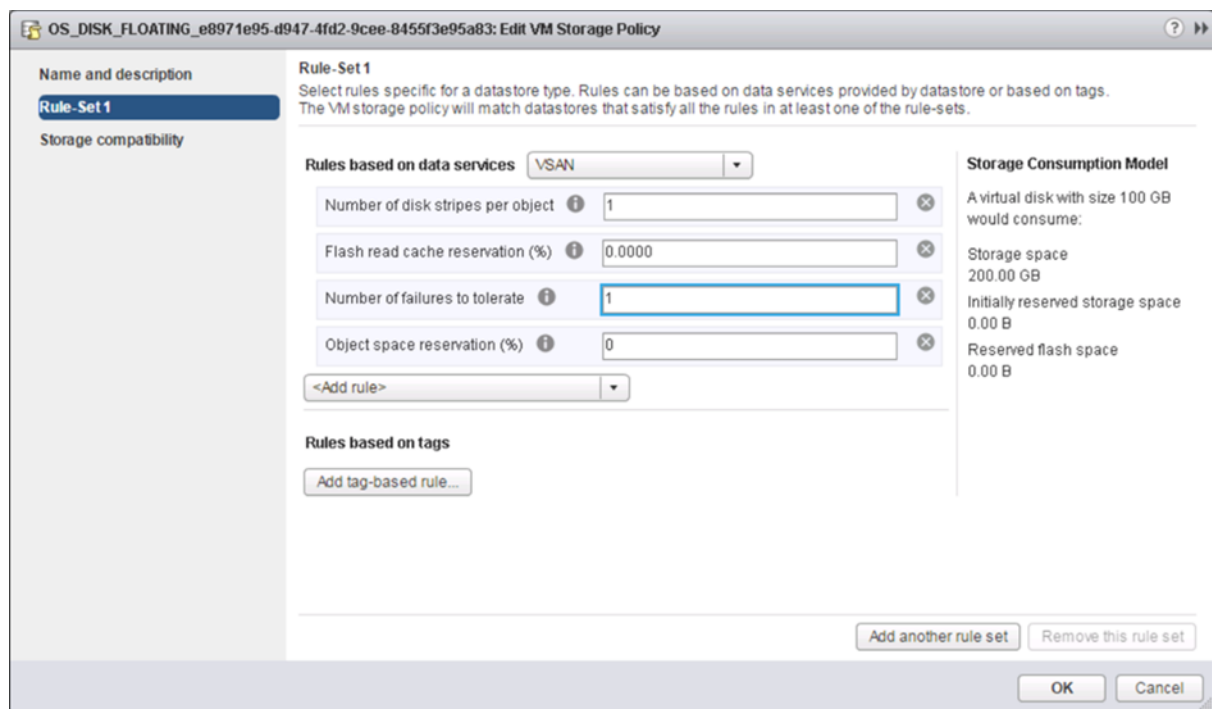 OS_DISK_FLOATING_e8971e95-d947-4fd2-9cee-8455f3e95a83: Edit VM Storage Policy
Name and description
Rule-Set 1
Storage compatibility
Rule-Set 1
Select rules specific for a datastore type. Rules can be based on data services provided by datastore or based on tags.
The VM storage policy will match datastores that satisfy all the rules in at least one of the rule-sets.
Rules based on data services VSAN
Number of disk stripes per object 1
Flash read cache reservation (%) 0.0000
Number of failures to tolerate 1
Object space reservation (%) 0
<Add rule>
Rules based on tags
Add tag-based rule...
Storage Consumption Model
A virtual disk with size 100 GB
would consume:
Storage space
200.00 GB
Initially reserved storage space
0.00 B
Reserved flash space
0.00 B
Add another rule set Remove this rule set
OK Cancel